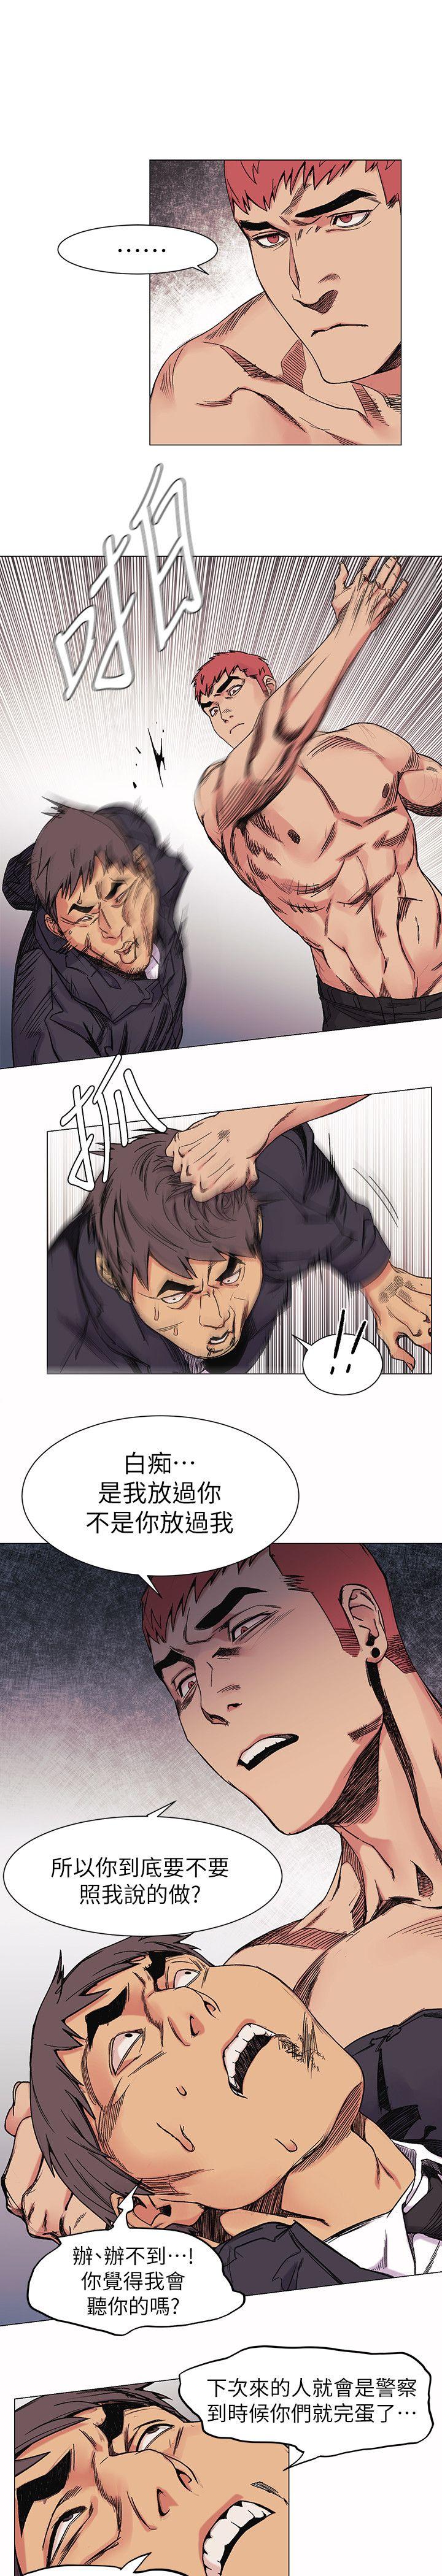 ……
啪
抓
!!
白痴…
是我放過你
不是你放過我
所以你到底要不要
照我說的做?
辦、辦不到…!
你覺得我會
聽你的嗎?
下次來的人就會是警察
到時候你們就完蛋了…